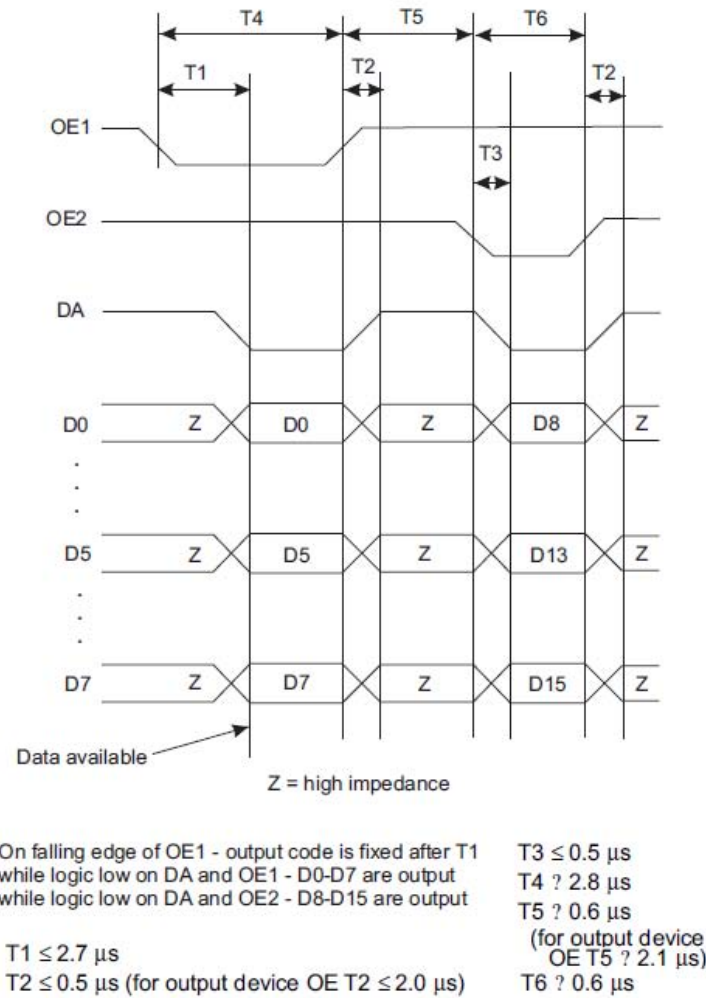 T4 T5 T6
T1 T2 T2
OE1
T3
OE2
DA
D0 Z D0 Z D8 Z
.
.
.
D5 Z D5 Z D13 Z
.
.
.
D7 Z D7 Z D15 Z
Data available
Z = high impedance
On falling edge of OE1 - output code is fixed after T1
while logic low on DA and OE1 - D0-D7 are output
while logic low on DA and OE2 - D8-D15 are output
T1 ≤ 2.7 μs
T2 ≤ 0.5 μs (for output device OE T2 ≤ 2.0 μs)
T3 ≤ 0.5 μs
T4 ? 2.8 μs
T5 ? 0.6 μs
(for output device
OE T5 ? 2.1 μs)
T6 ? 0.6 μs